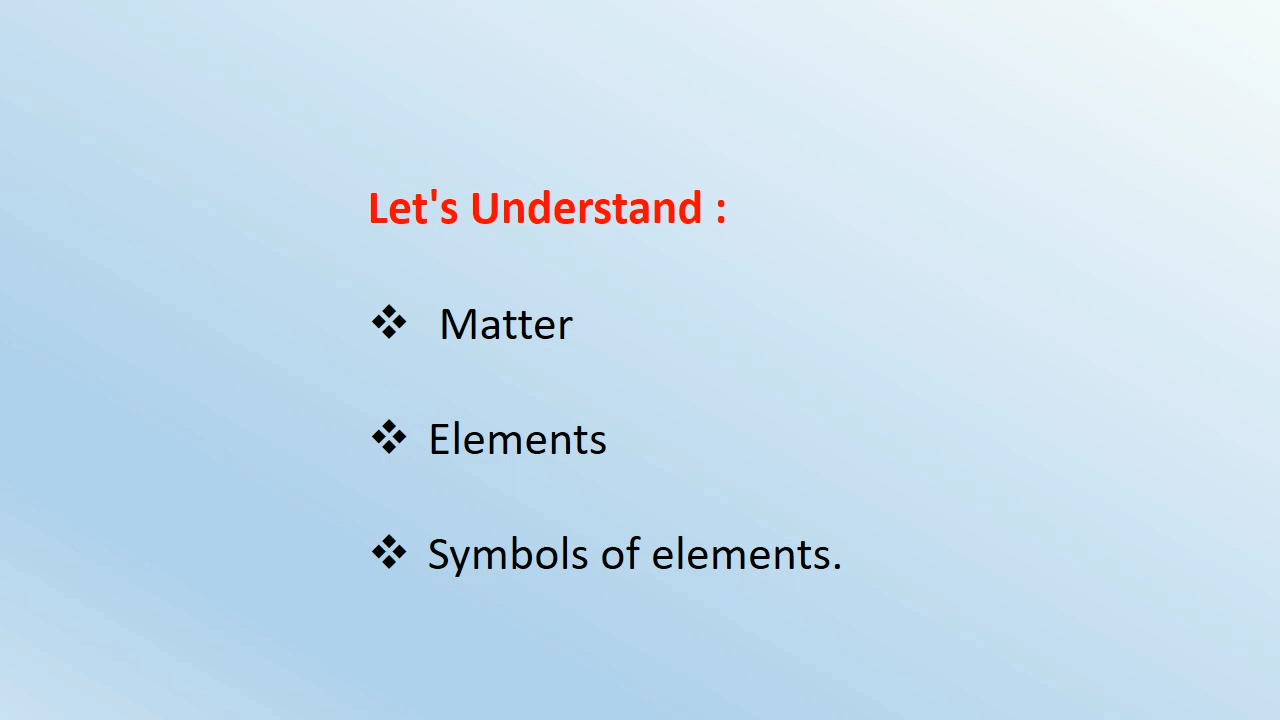 Let's Understand :
❖ Matter
❖ Elements
❖ Symbols of elements.